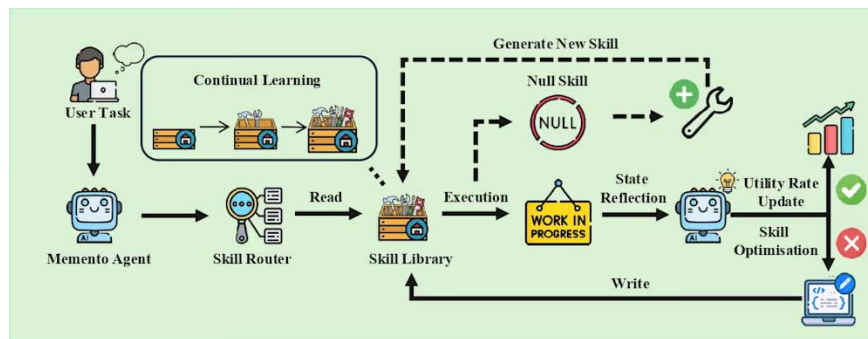 Generate New Skill
Continual Learning
Null Skill
NULL
User Task
Read
Execution
WORK IN
PROGRESS
State
Reflection
Utility Rate
Update
Skill
Optimisation
AI
Memento Agent
Skill Router
Skill Library
AI
Write